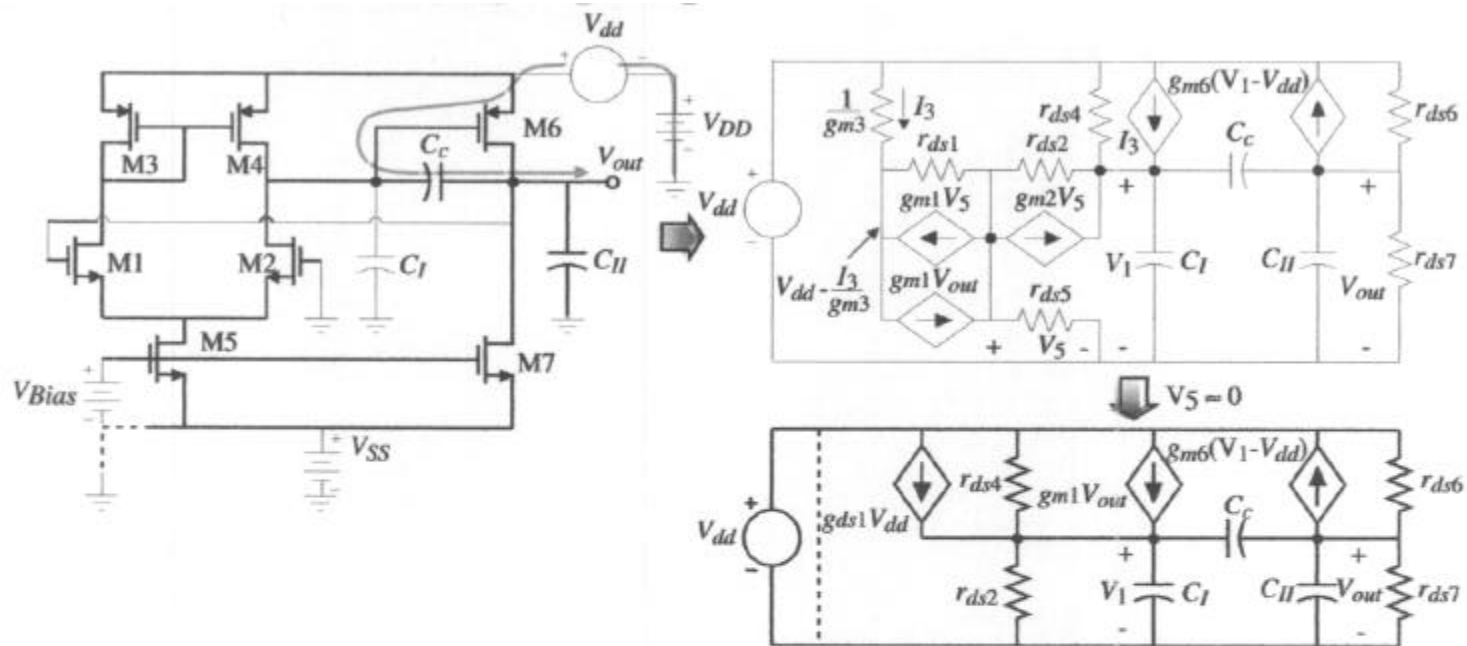 Vdd
M3
M4
M6
VDD
Cc
Vout
M1
M2
CI
CII
M5
M7
VBias
VSS
Vdd
1
gm3
I3
rds1
rds4
rds2
I3
gm6(V1-Vdd)
Cc
rds6
gm1V5
gm2V5
Vdd - I3
gm3
gm1Vout
rds5
V5
V1
CI
CII
Vout
rds7
V5 ≈ 0
Vdd
gds1Vdd
rds4
gm1Vout
gm6(V1-Vdd)
Cc
rds6
rds2
V1
CI
CII
Vout
rds7